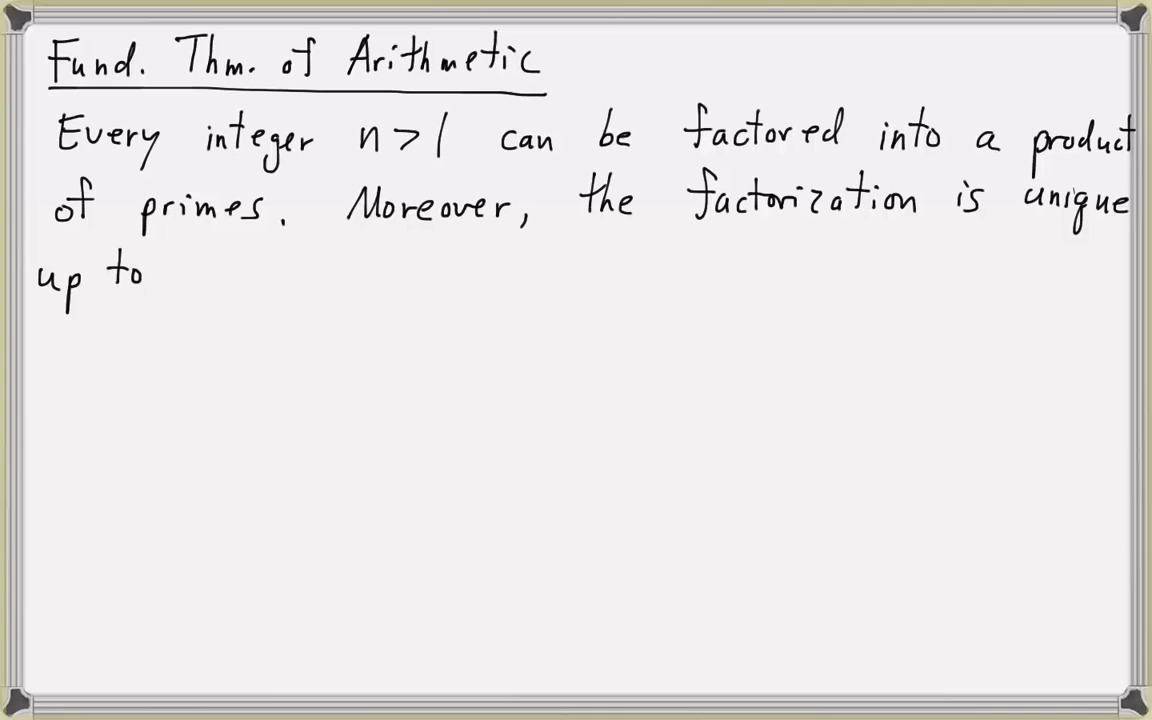 Fund. Thm. of Arithmetic
Every integer n > 1 can be factored into a product
of primes. Moreover, the factorization is unique
up to